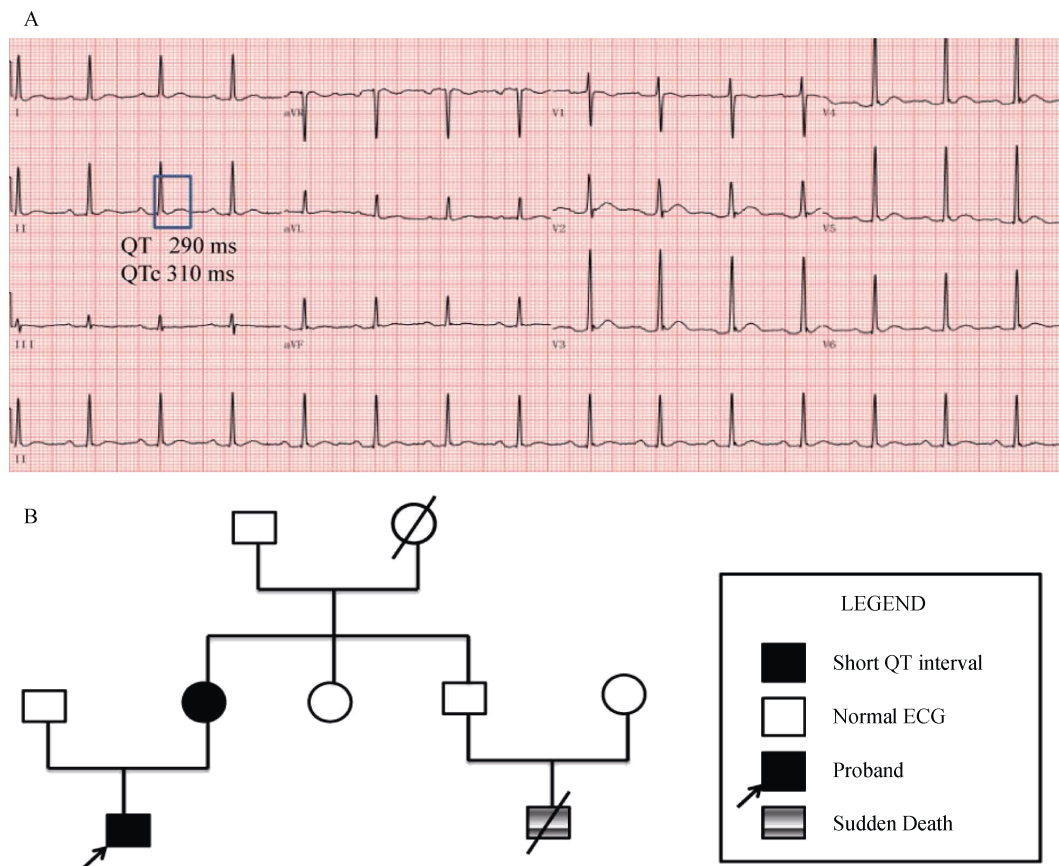 A
I
aVR
V1
V4
II
aVL
V2
V5
QT 290 ms
QTc 310 ms
III
aVF
V3
V6
II
B
LEGEND
Short QT interval
Normal ECG
Proband
Sudden Death